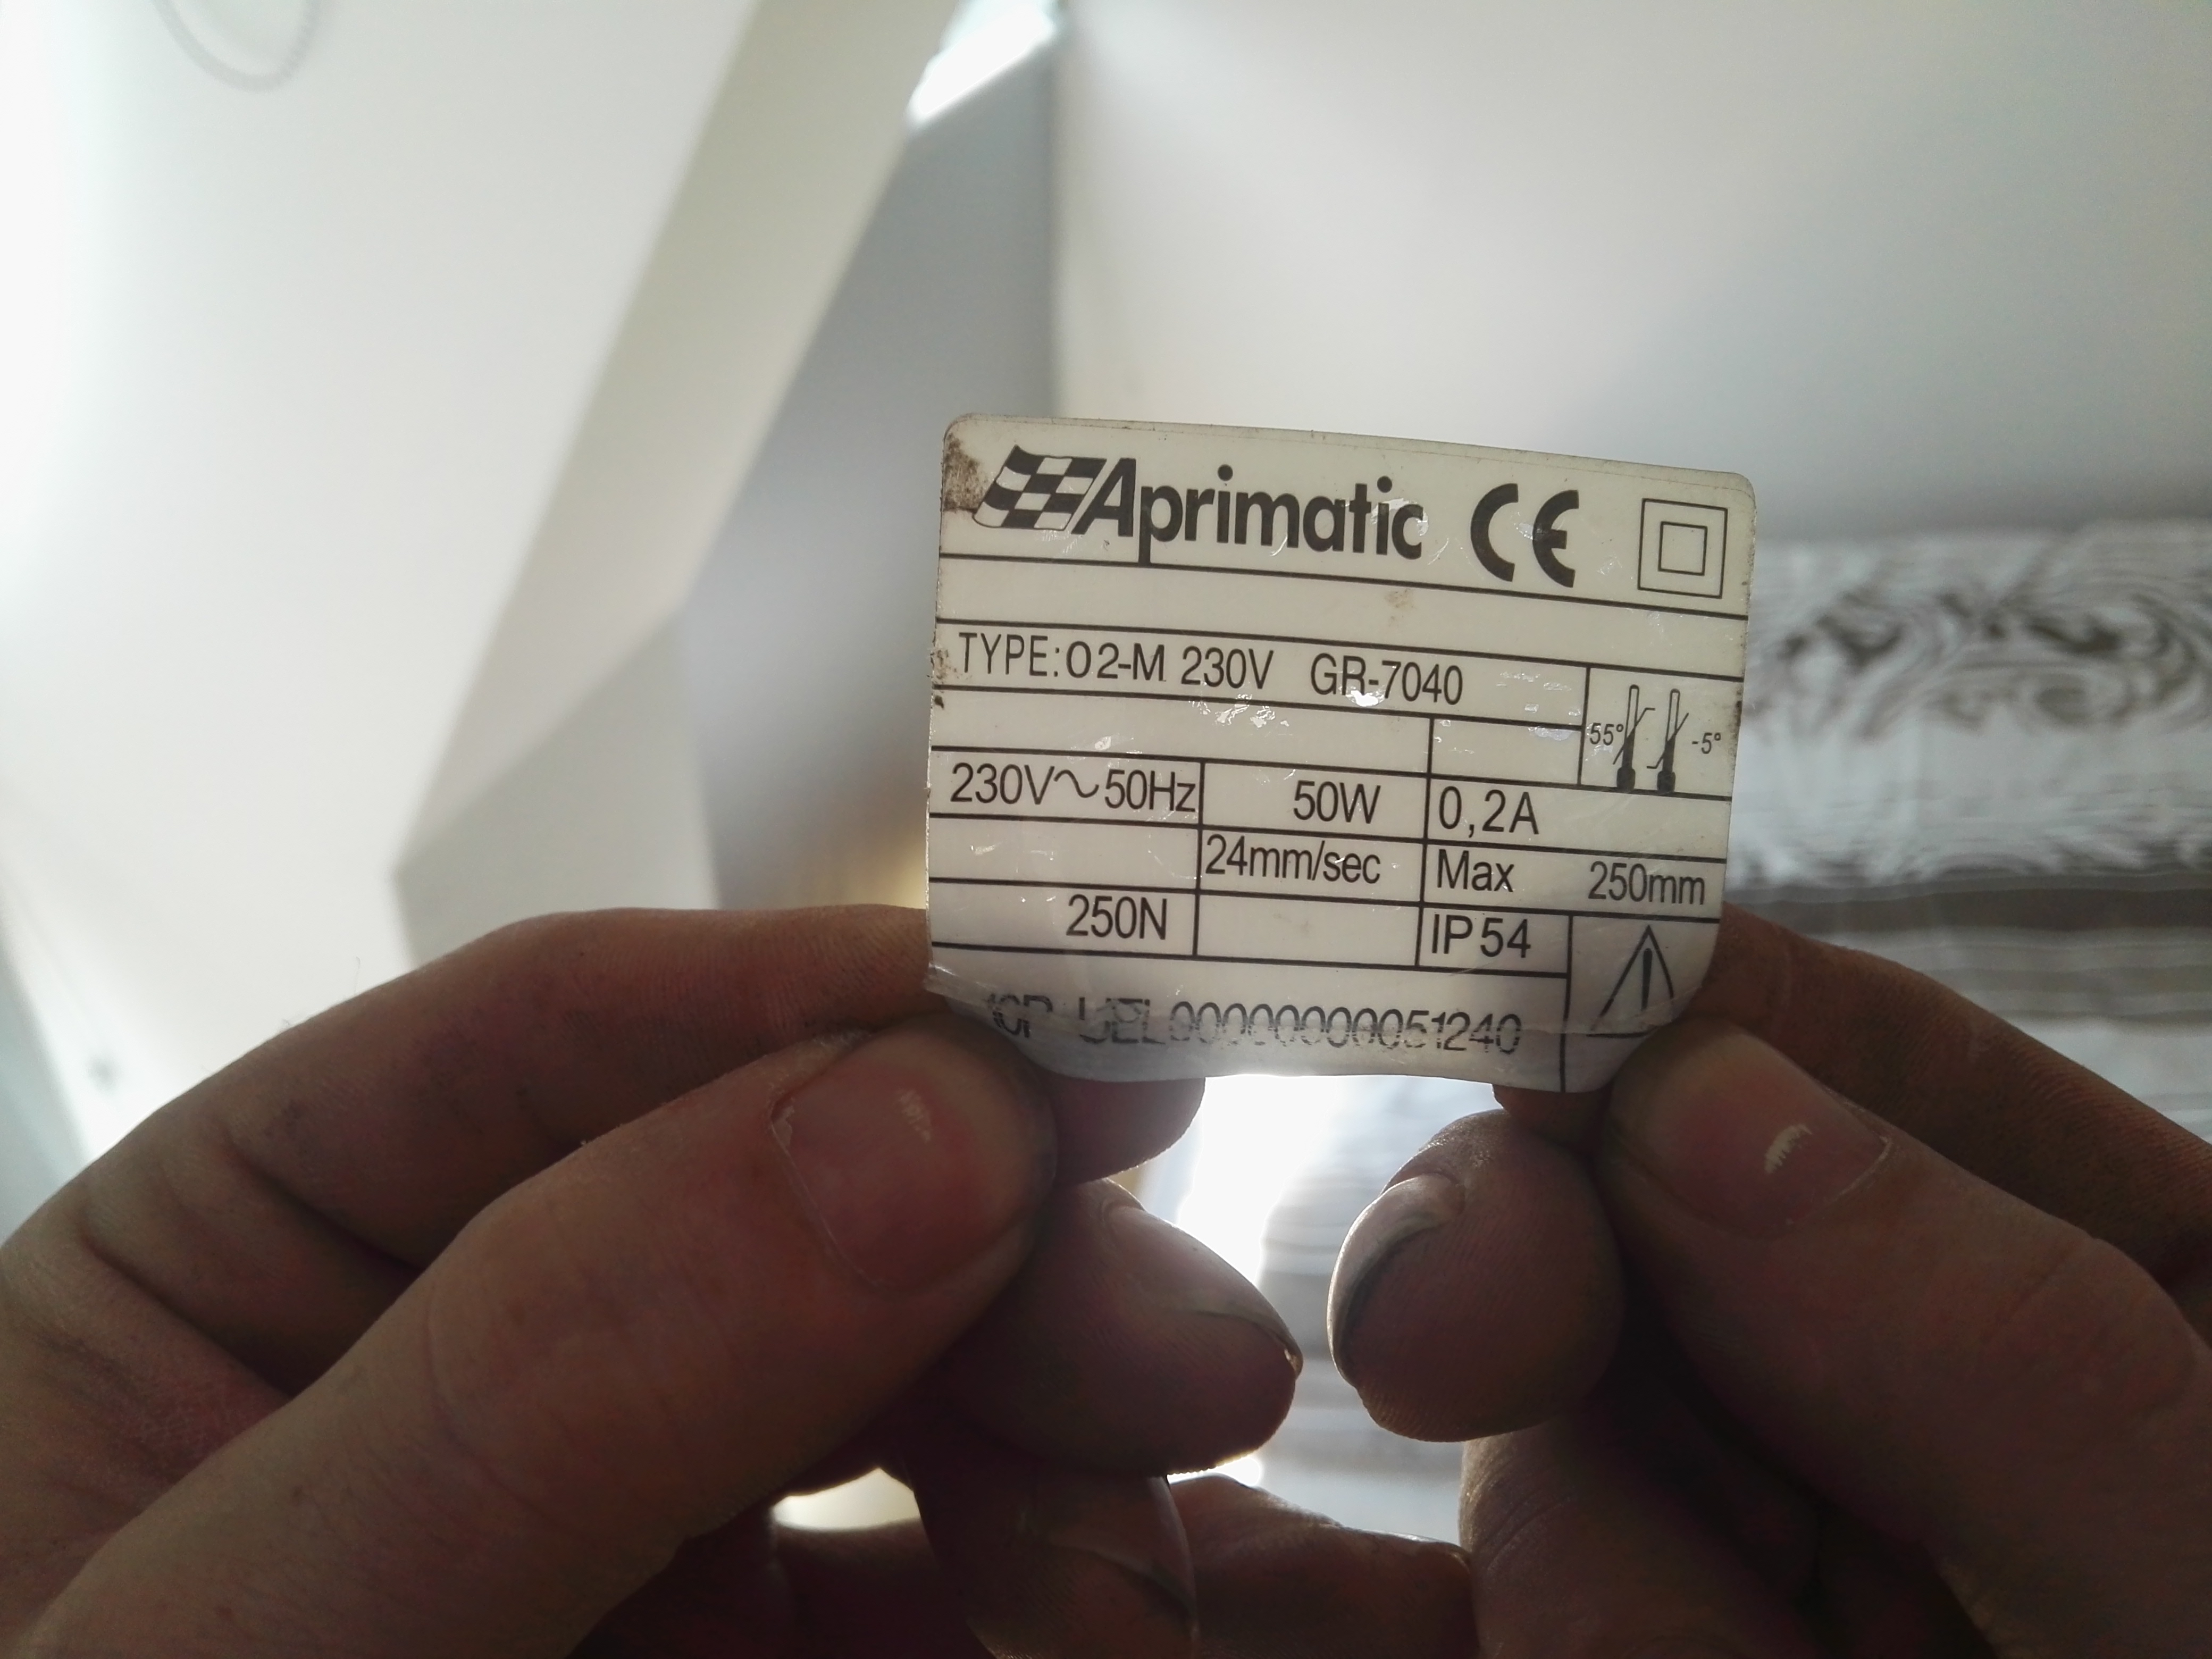 Aprimatic CE
TYPE: O2-M 230V GR-7040
55° -5°
230V~50Hz 50W 0,2A
24mm/sec Max 250mm
250N IP54
00000000051240